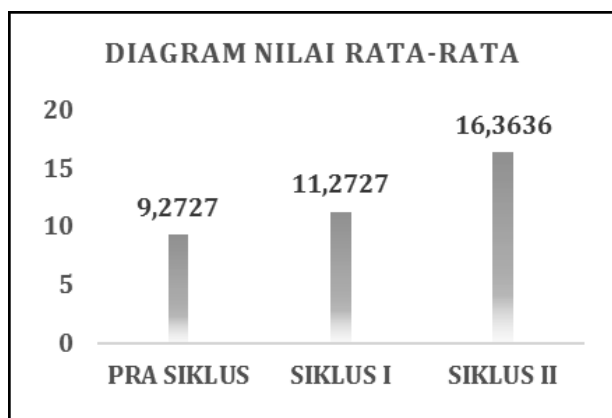 DIAGRAM NILAI RATA-RATA
20
15
10
5
0
9,2727
11,2727
16,3636
PRA SIKLUS
SIKLUS I
SIKLUS II